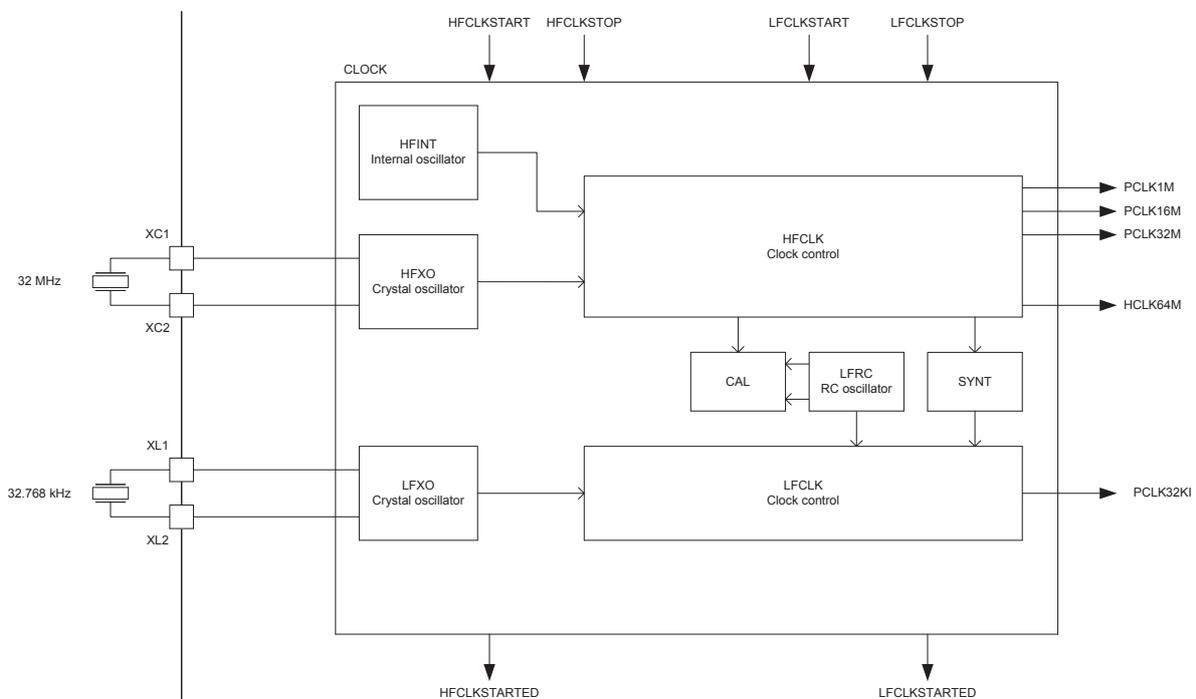 HFCLKSTART HFCLKSTOP LFCLKSTART LFCLKSTOP
CLOCK
HFINT
Internal oscillator
PCLK1M
PCLK16M
PCLK32M
HFCLK
Clock control
XC1
HFXO
Crystal oscillator
32 MHz
XC2
HCLK64M
CAL
LFRC
RC oscillator
SYNT
XL1
LFXO
Crystal oscillator
LFCLK
Clock control
32.768 kHz
PCLK32KI
XL2
HFCLKSTARTED LFCLKSTARTED